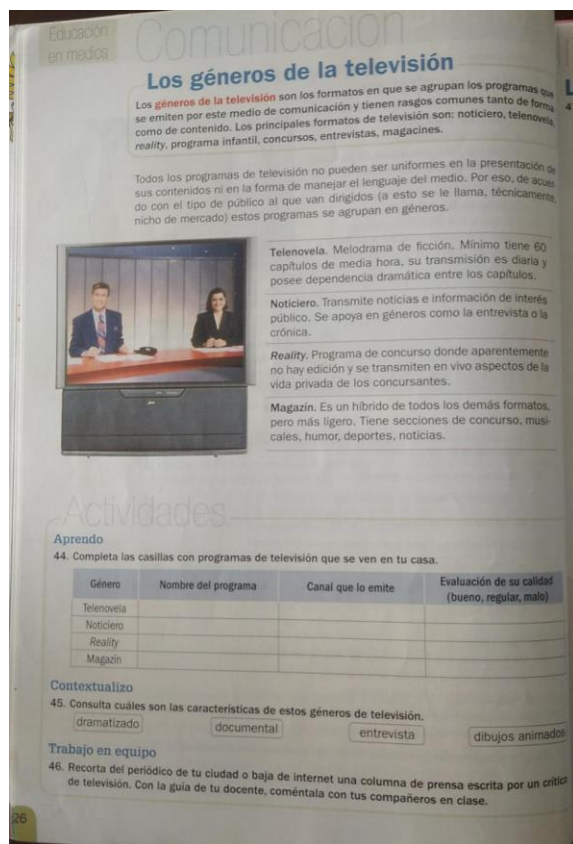 Educación
en medios
Comunicación
Los géneros de la televisión
Los géneros de la televisión son los formatos en que se agrupan los programas que
se emiten por este medio de comunicación y tienen rasgos comunes tanto de forma
como de contenido. Los principales formatos de televisión son: noticiero, telenovela,
reality, programa infantil, concursos, entrevistas, magacines.
Todos los programas de televisión no pueden ser uniformes en la presentación de
sus contenidos ni en la forma de manejar el lenguaje del medio. Por eso, de acuer-
do con el tipo de público al que van dirigidos (a esto se le llama, técnicamente,
nicho de mercado) estos programas se agrupan en géneros.
Telenovela. Melodrama de ficción. Mínimo tiene 60
capítulos de media hora, su transmisión es diaria y
posee dependencia dramática entre los capítulos.
Noticiero. Transmite noticias e información de interés
público. Se apoya en géneros como la entrevista o la
crónica.
Reality. Programa de concurso donde aparentemente
no hay edición y se transmiten en vivo aspectos de la
vida privada de los concursantes.
Magazín. Es un híbrido de todos los demás formatos,
pero más ligero. Tiene secciones de concurso, musi-
cales, humor, deportes, noticias.
Actividades
Aprendo
44. Completa las casillas con programas de televisión que se ven en tu casa.
Género Nombre del programa Canal que lo emite Evaluación de su calidad
(bueno, regular, malo)
Telenovela
Noticiero
Reality
Magazín
Contextualizo
45. Consulta cuáles son las características de estos géneros de televisión.
dramatizado documental entrevista dibujos animados
Trabajo en equipo
46. Recorta del periódico de tu ciudad o baja de internet una columna de prensa escrita por un crítico
de televisión. Con la guía de tu docente, coméntala con tus compañeros en clase.
26